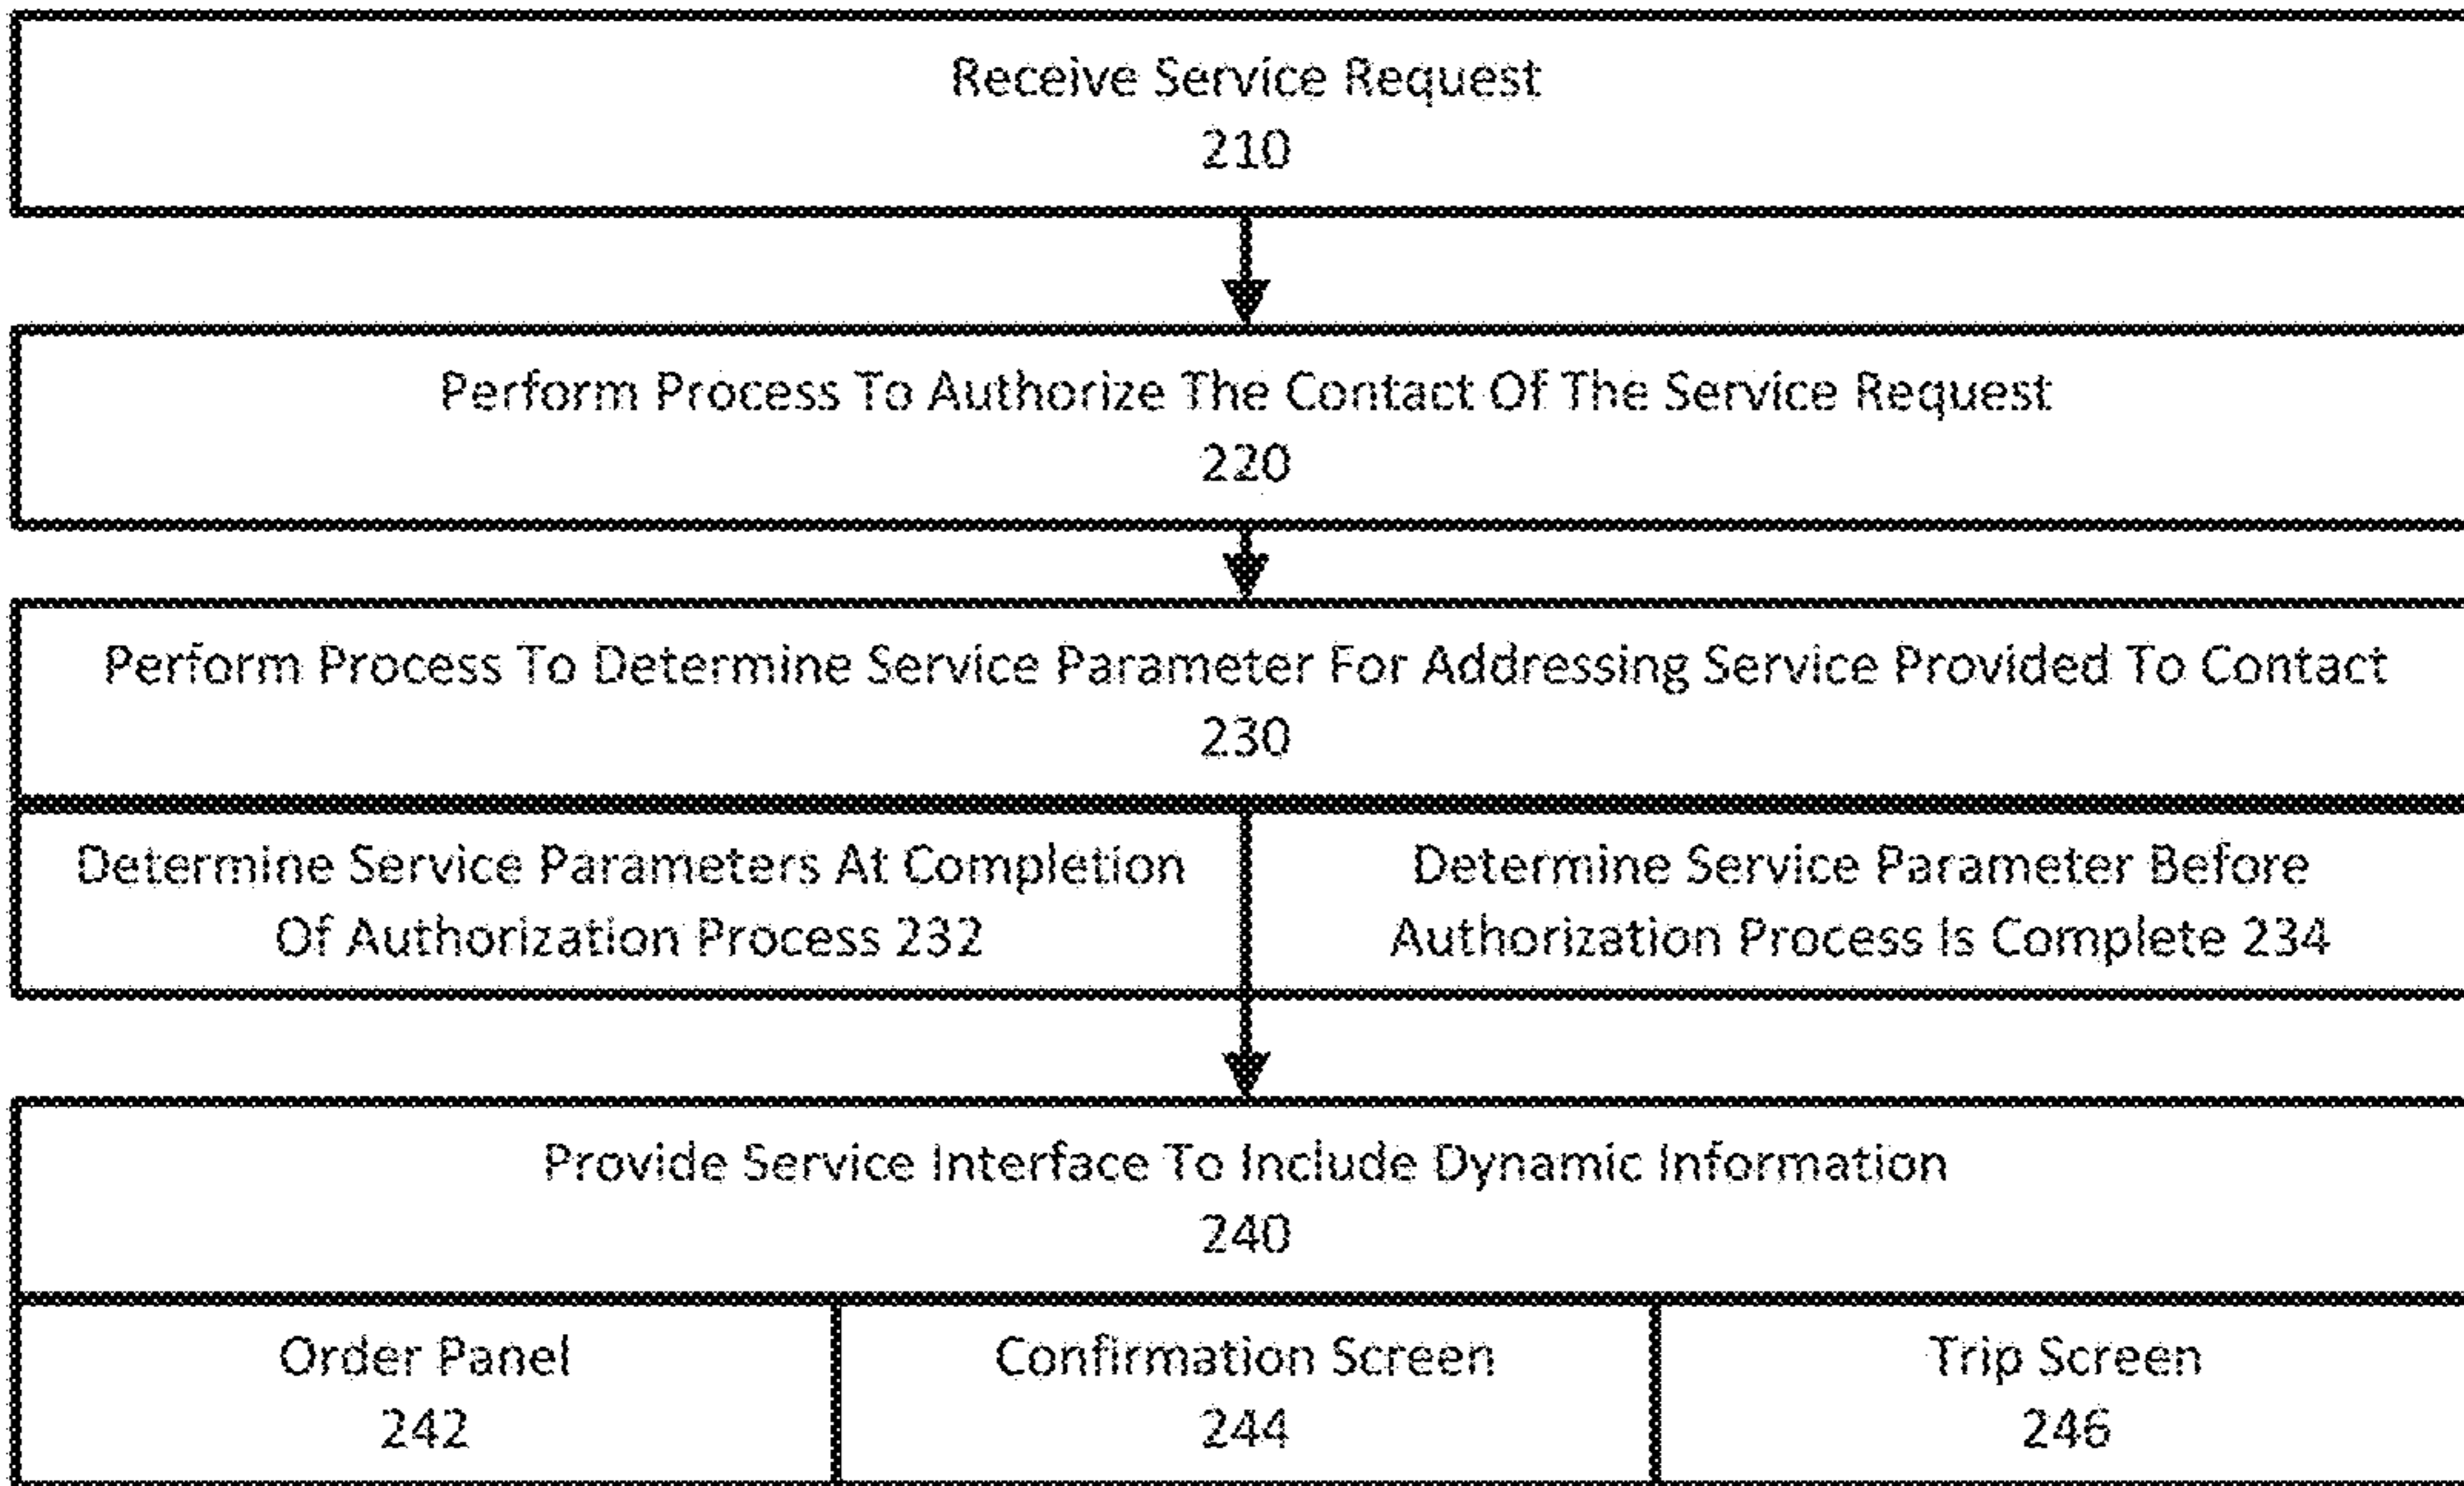 Receive Service Request
210
Perform Process To Authorize The Contact Of The Service Request
220
Perform Process To Determine Service Parameter For Addressing Service Provided To Contact
230
Determine Service Parameters At Completion
Of Authorization Process 232
Determine Service Parameter Before
Authorization Process Is Complete 234
Provide Service Interface To Include Dynamic Information
240
Order Panel
242
Confirmation Screen
244
Trip Screen
246